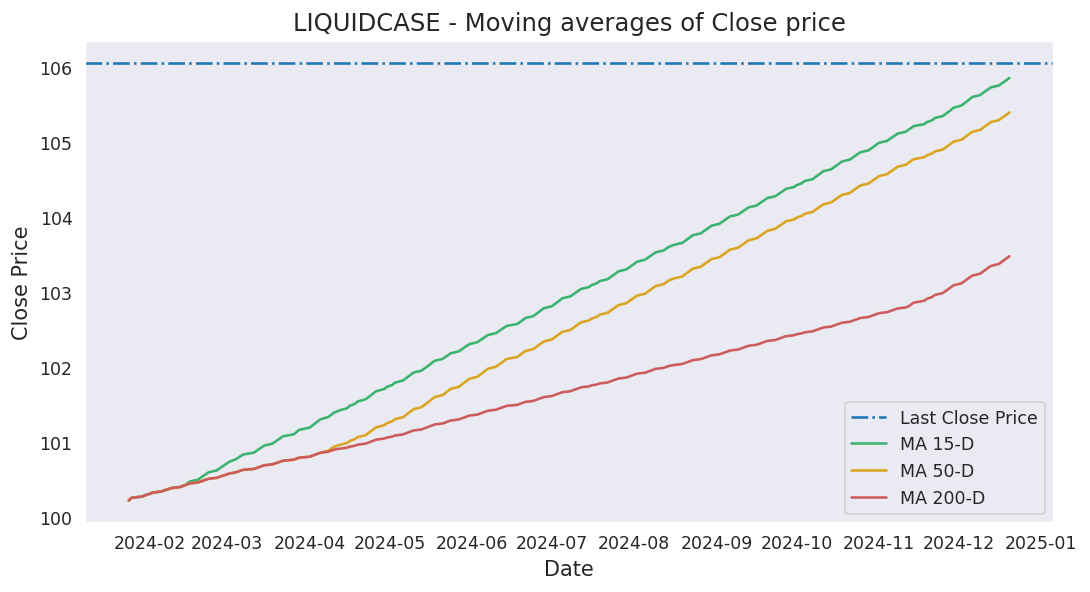 LIQUIDCASE - Moving averages of Close price
Close Price
106
105
104
103
102
101
100
Last Close Price
MA 15-D
MA 50-D
MA 200-D
2024-02 2024-03 2024-04 2024-05 2024-06 2024-07 2024-08 2024-09 2024-10 2024-11 2024-12 2025-01
Date